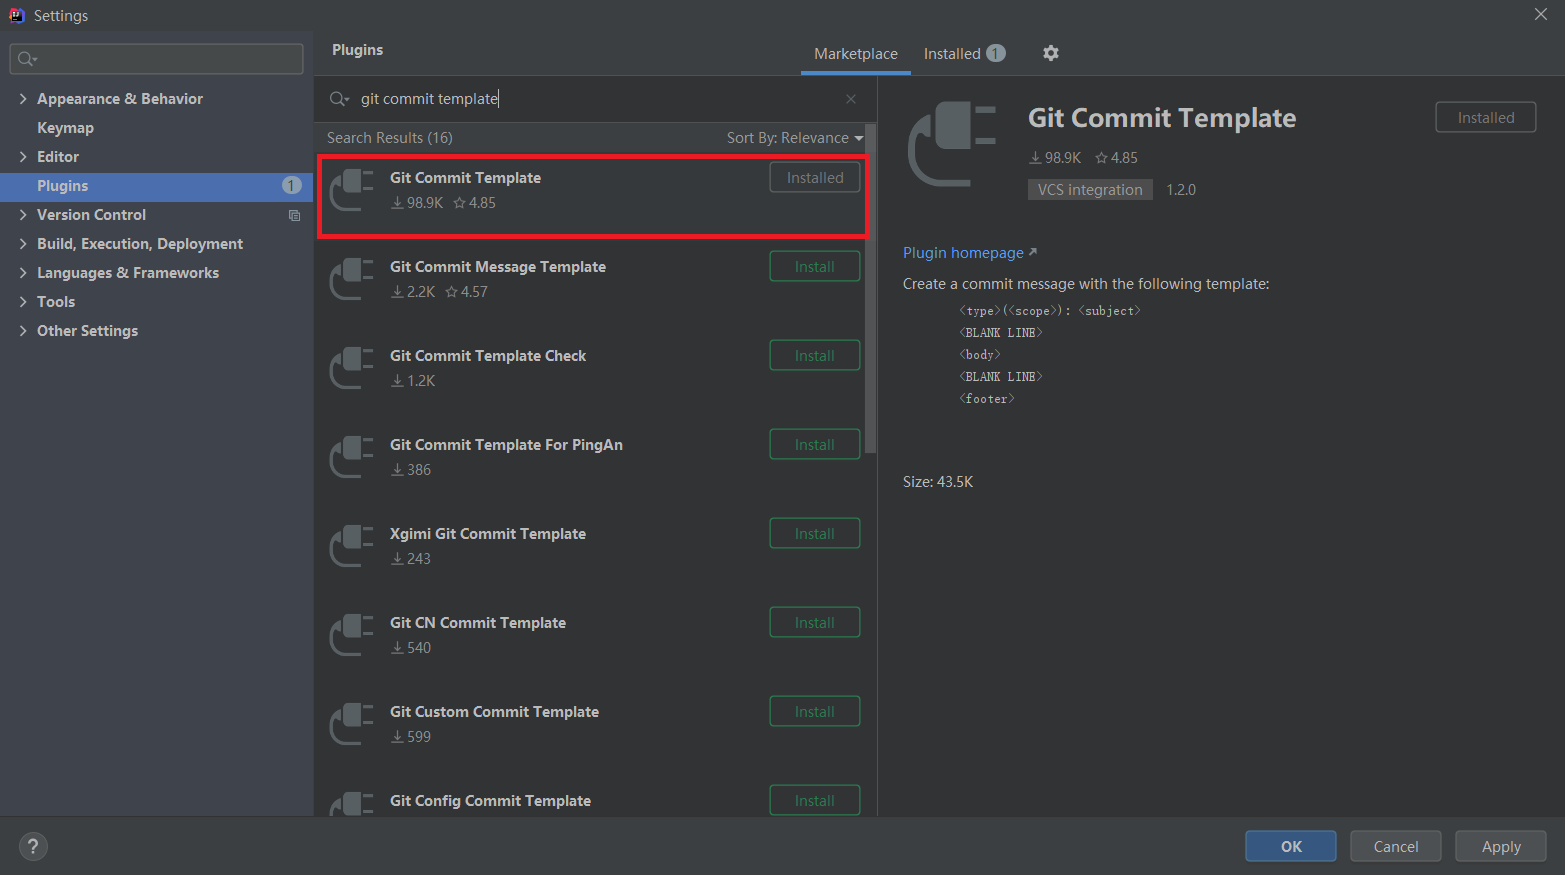 Settings
Plugins
Marketplace
Installed 1
Appearance & Behavior
Keymap
Editor
Plugins 1
Version Control
Build, Execution, Deployment
Languages & Frameworks
Tools
Other Settings
git commit template
Search Results (16)
Sort By: Relevance
Git Commit Template
Installed
98.9K 4.85
Git Commit Message Template
Install
2.2K 4.57
Git Commit Template Check
Install
1.2K
Git Commit Template For PingAn
Install
386
Xgimi Git Commit Template
Install
243
Git CN Commit Template
Install
540
Git Custom Commit Template
Install
599
Git Config Commit Template
Install
Git Commit Template
Installed
98.9K 4.85
VCS integration 1.2.0
Plugin homepage
Create a commit message with the following template:
<type>(<scope>): <subject>
<BLANK LINE>
<body>
<BLANK LINE>
<footer>
Size: 43.5K
?
OK
Cancel
Apply